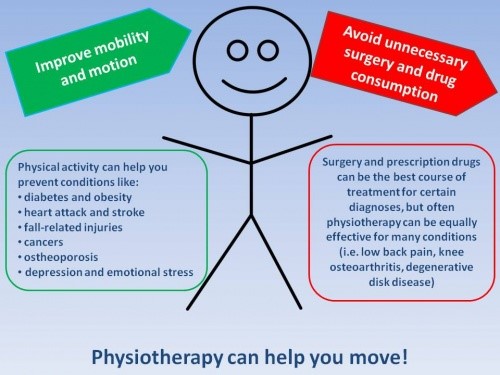 Improve mobility
and motion
Avoid unnecessary
surgery and drug
consumption
Physical activity can help you
prevent conditions like:
• diabetes and obesity
• heart attack and stroke
• fall-related injuries
• cancers
• ostheoporosis
• depression and emotional stress
Surgery and prescription drugs
can be the best course of
treatment for certain
diagnoses, but often
physiotherapy can be equally
effective for many conditions
(i.e. low back pain, knee
osteoarthritis, degenerative
disk disease)
Physiotherapy can help you move!